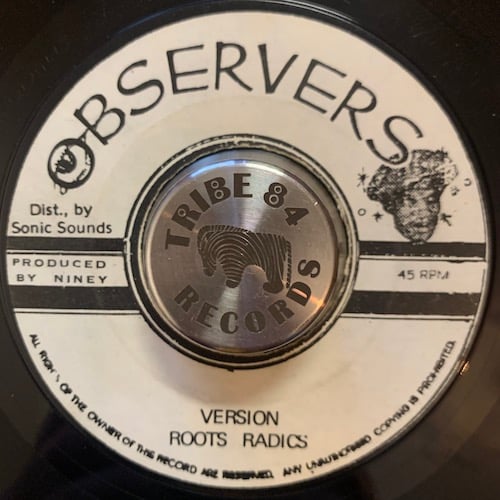 OBSERVERS
Dist., by
Sonic Sounds
PRODUCED
BY NINEY
45 RPM
TRIBE 84
RECORDS
VERSION
ROOTS RADICS
ALL RIGHTS OF THE OWNER OF THE RECORD ARE RESERVED. ANY UNAUTHORISED COPYING IS PROHIBITED.